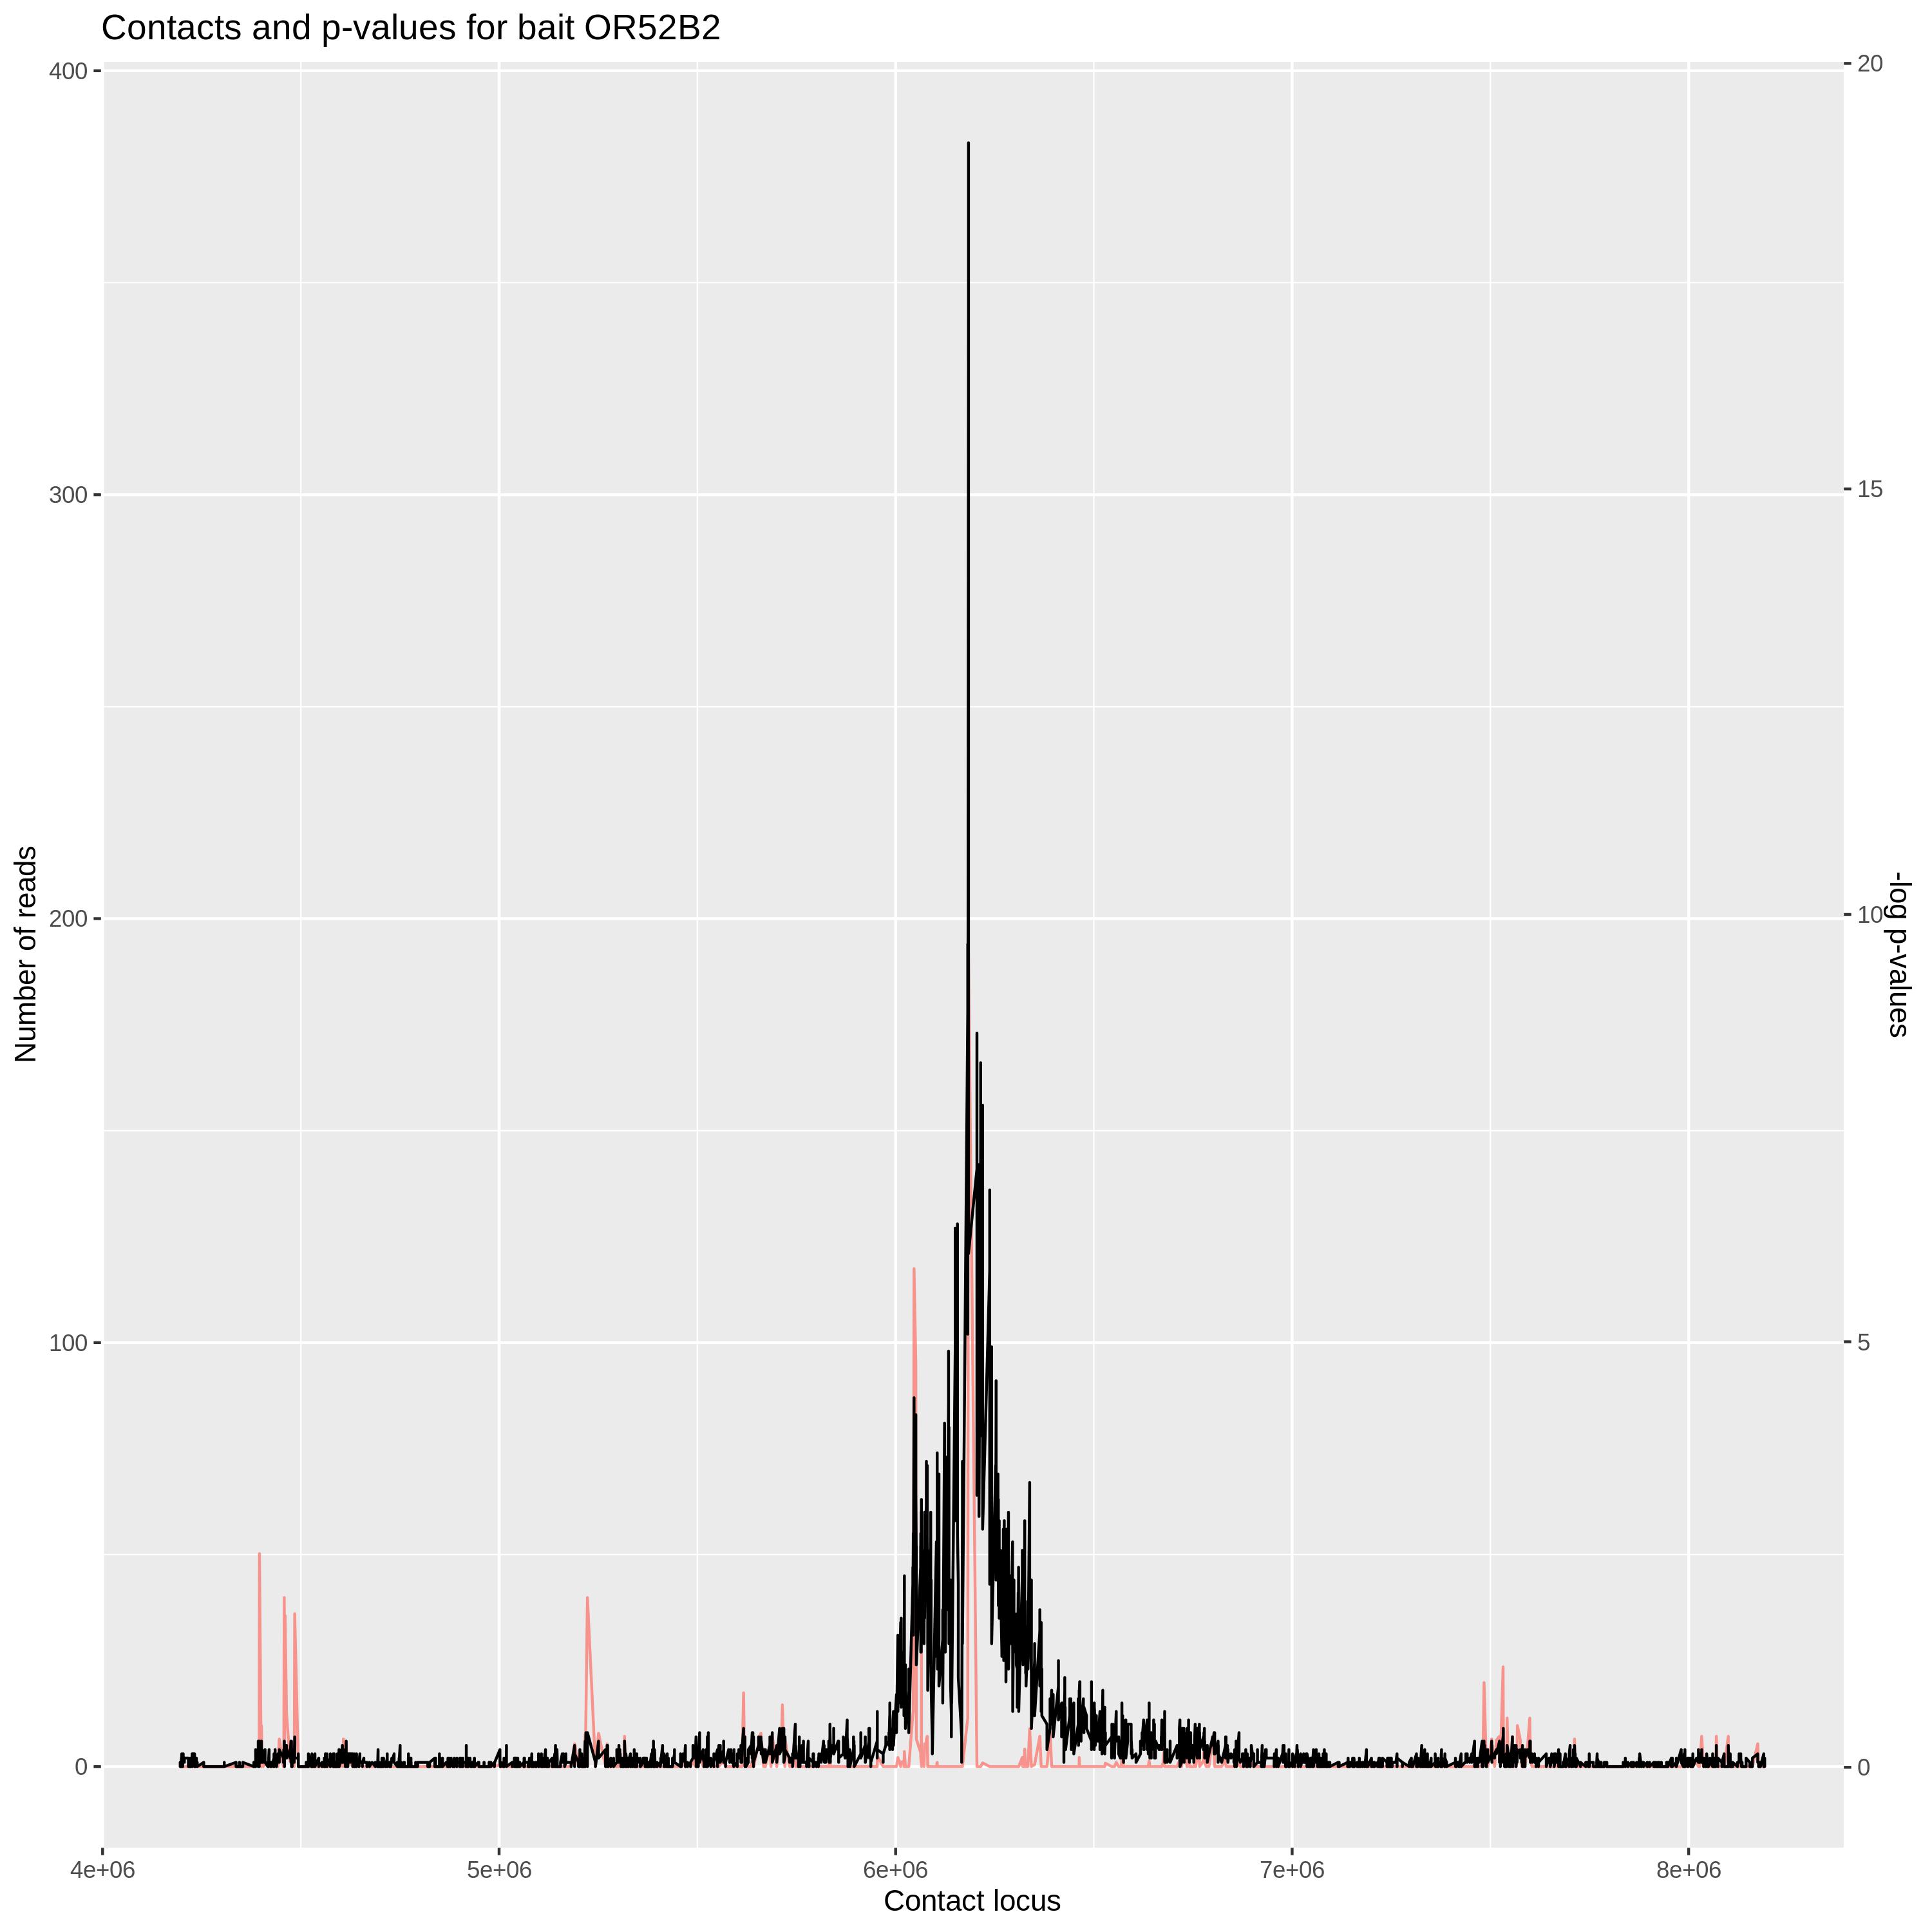 Contacts and p-values for bait OR52B2
400
300
200
100
0
Number of reads
20
15
10
5
0
-log p-values
4e+06
5e+06
6e+06
7e+06
8e+06
Contact locus